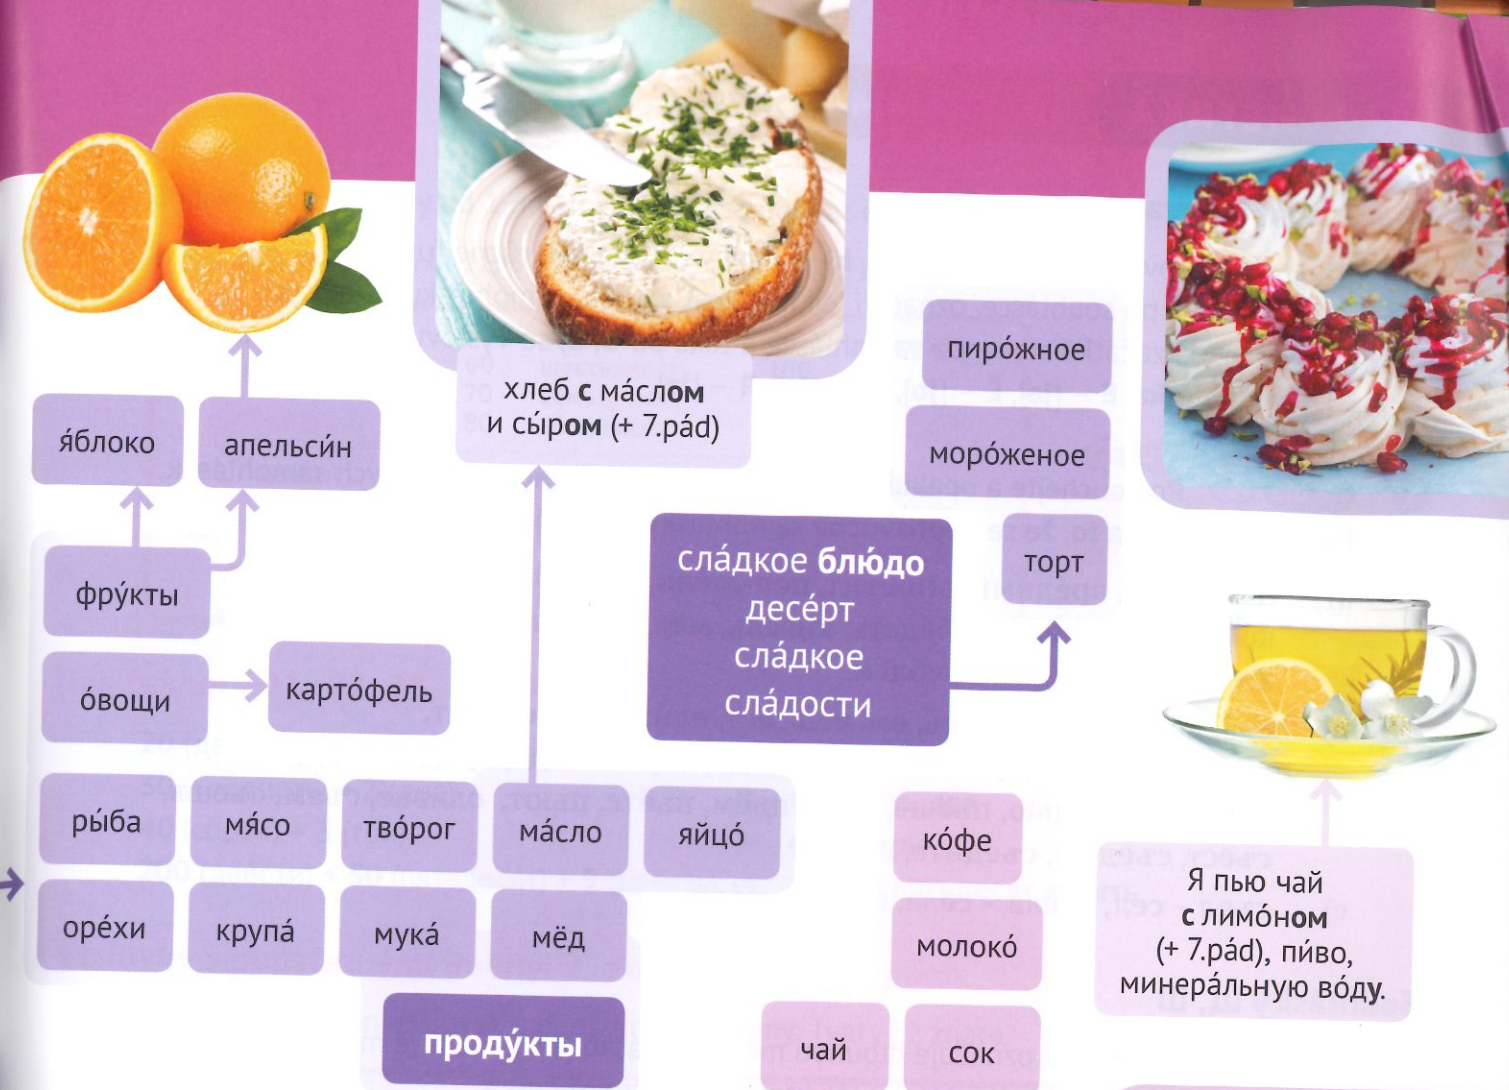 хлеб с ма́слом
и сы́ром (+ 7.pád)
пиро́жное
моро́женое
торт
я́блоко
апельси́н
фру́кты
о́вощи
карто́фель
сла́дкое блю́до
десе́рт
сла́дкое
сла́дости
ры́ба
мя́со
тво́рог
ма́сло
яйцо́
оре́хи
крупа́
мука́
мёд
проду́кты
ко́фе
молоко́
чай
сок
Я пью чай
с лимо́ном
(+ 7.pád), пи́во,
минера́льную во́ду.